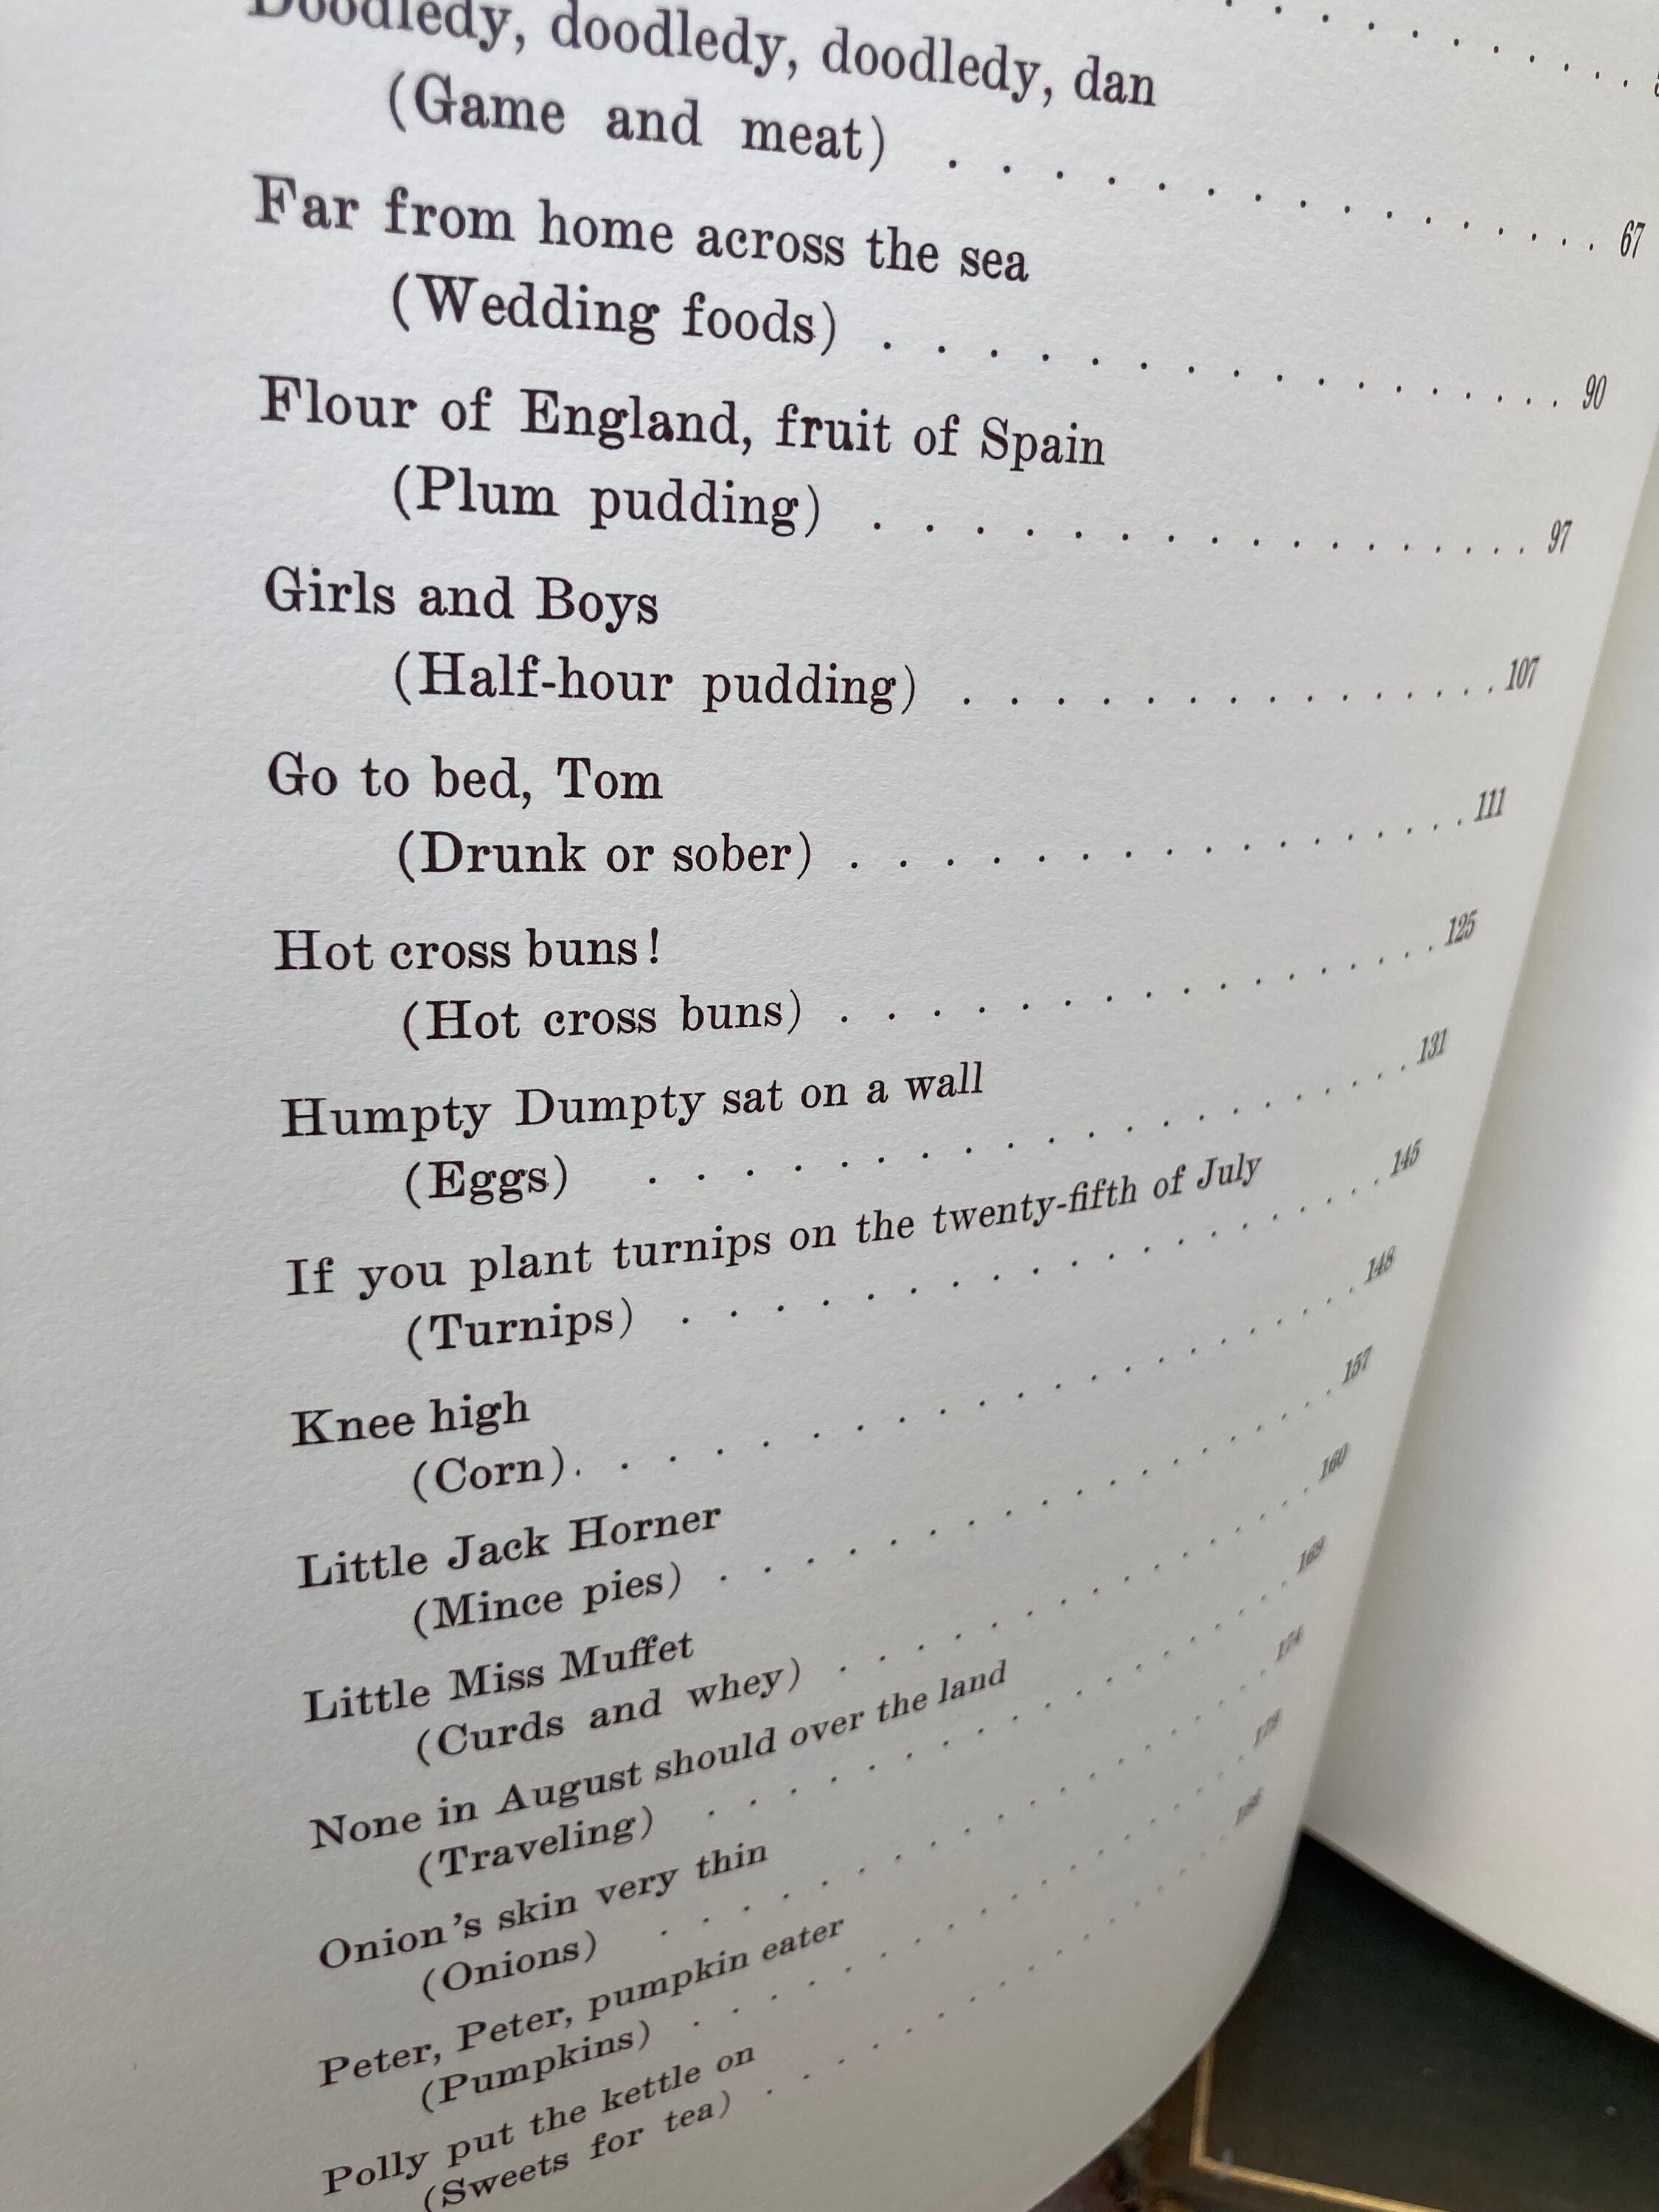 Doodledy, doodledy, doodledy, dan
(Game and meat) . . . . . . . . . . . . . . 67
Far from home across the sea
(Wedding foods) . . . . . . . . . . . . . . . 90
Flour of England, fruit of Spain
(Plum pudding) . . . . . . . . . . . . . . . . 97
Girls and Boys
(Half-hour pudding) . . . . . . . . . . . . . . 107
Go to bed, Tom
(Drunk or sober) . . . . . . . . . . . . . . . . 111
Hot cross buns!
(Hot cross buns) . . . . . . . . . . . . . . . . 125
Humpty Dumpty sat on a wall
(Eggs) . . . . . . . . . . . . . . . . . . . 131
If you plant turnips on the twenty-fifth of July
(Turnips) . . . . . . . . . . . . . . . . . . 145
Knee high
(Corn) . . . . . . . . . . . . . . . . . . . . 148
Little Jack Horner
(Mince pies) . . . . . . . . . . . . . . . . . 157
Little Miss Muffet
(Curds and whey) . . . . . . . . . . . . . . . 160
None in August should over the land
(Traveling) . . . . . . . . . . . . . . . . .
Onion's skin very thin
(Onions) . . . . . . . . . . . . . . . . . .
Peter, Peter, pumpkin eater
(Pumpkins) . . . . . . . . . . . . . . . . .
Polly put the kettle on
(Sweets for tea) . . . . . . . . . . . . . .